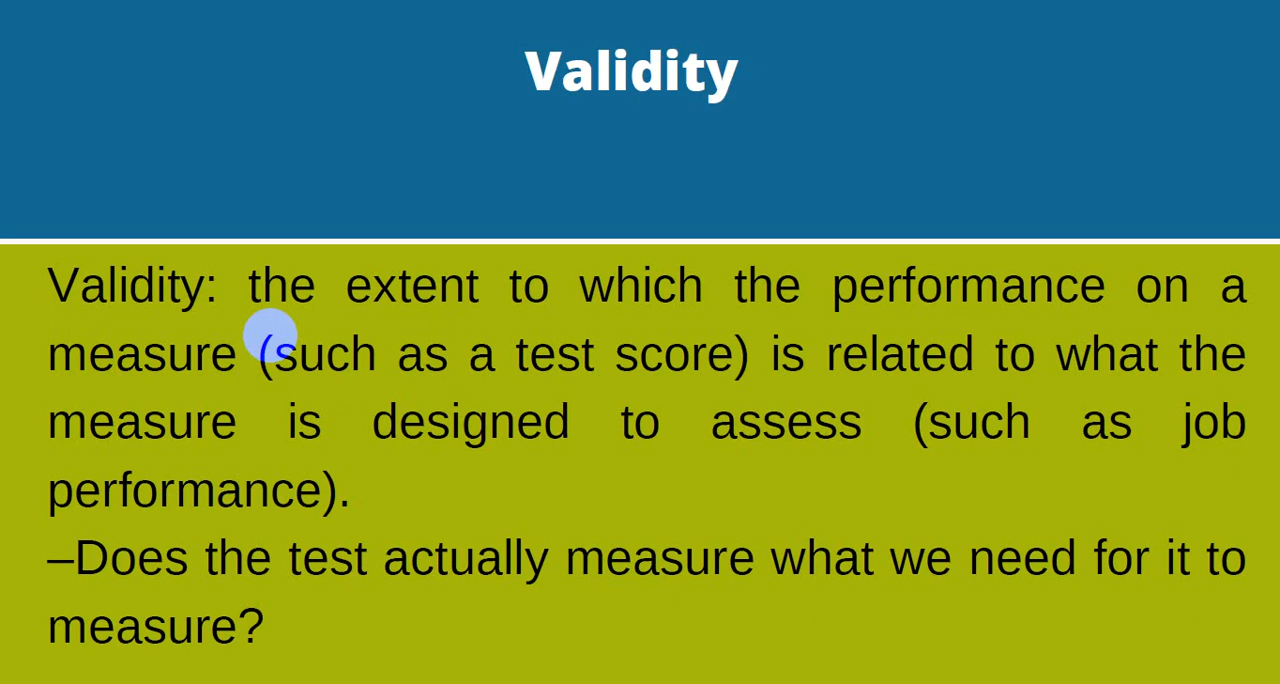 Validity
Validity: the extent to which the performance on a
measure (such as a test score) is related to what the
measure is designed to assess (such as job
performance).
–Does the test actually measure what we need for it to
measure?